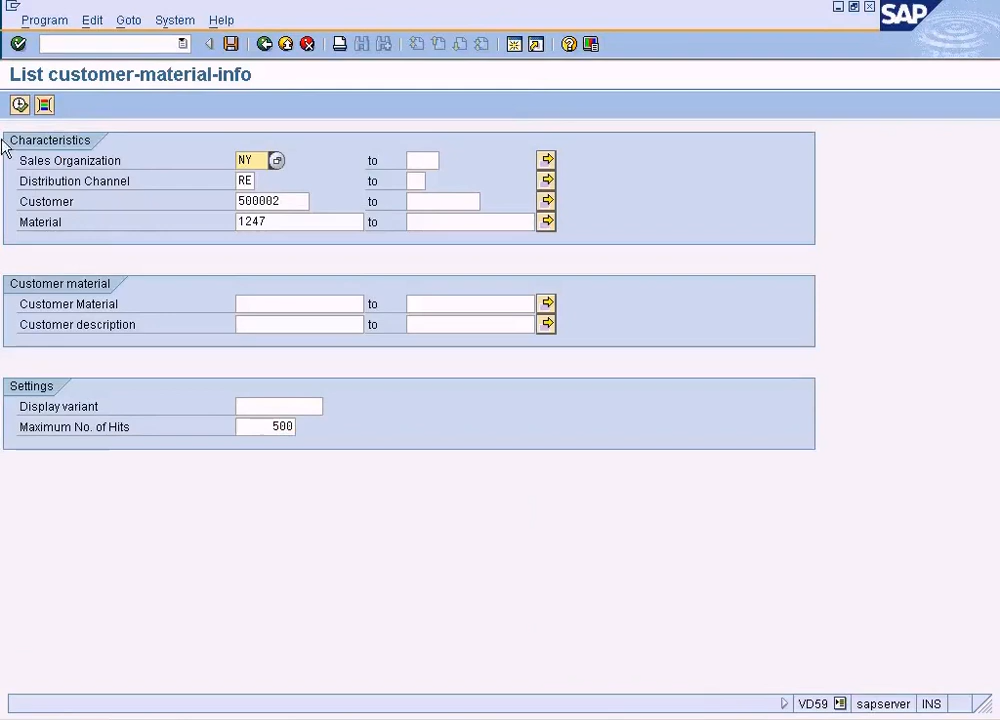 Program Edit Goto System Help
SAP
List customer-material-info
Characteristics
Sales Organization NY to
Distribution Channel RE to
Customer 500002 to
Material 1247 to
Customer material
Customer Material to
Customer description to
Settings
Display variant
Maximum No. of Hits 500
VD59 sapserver INS